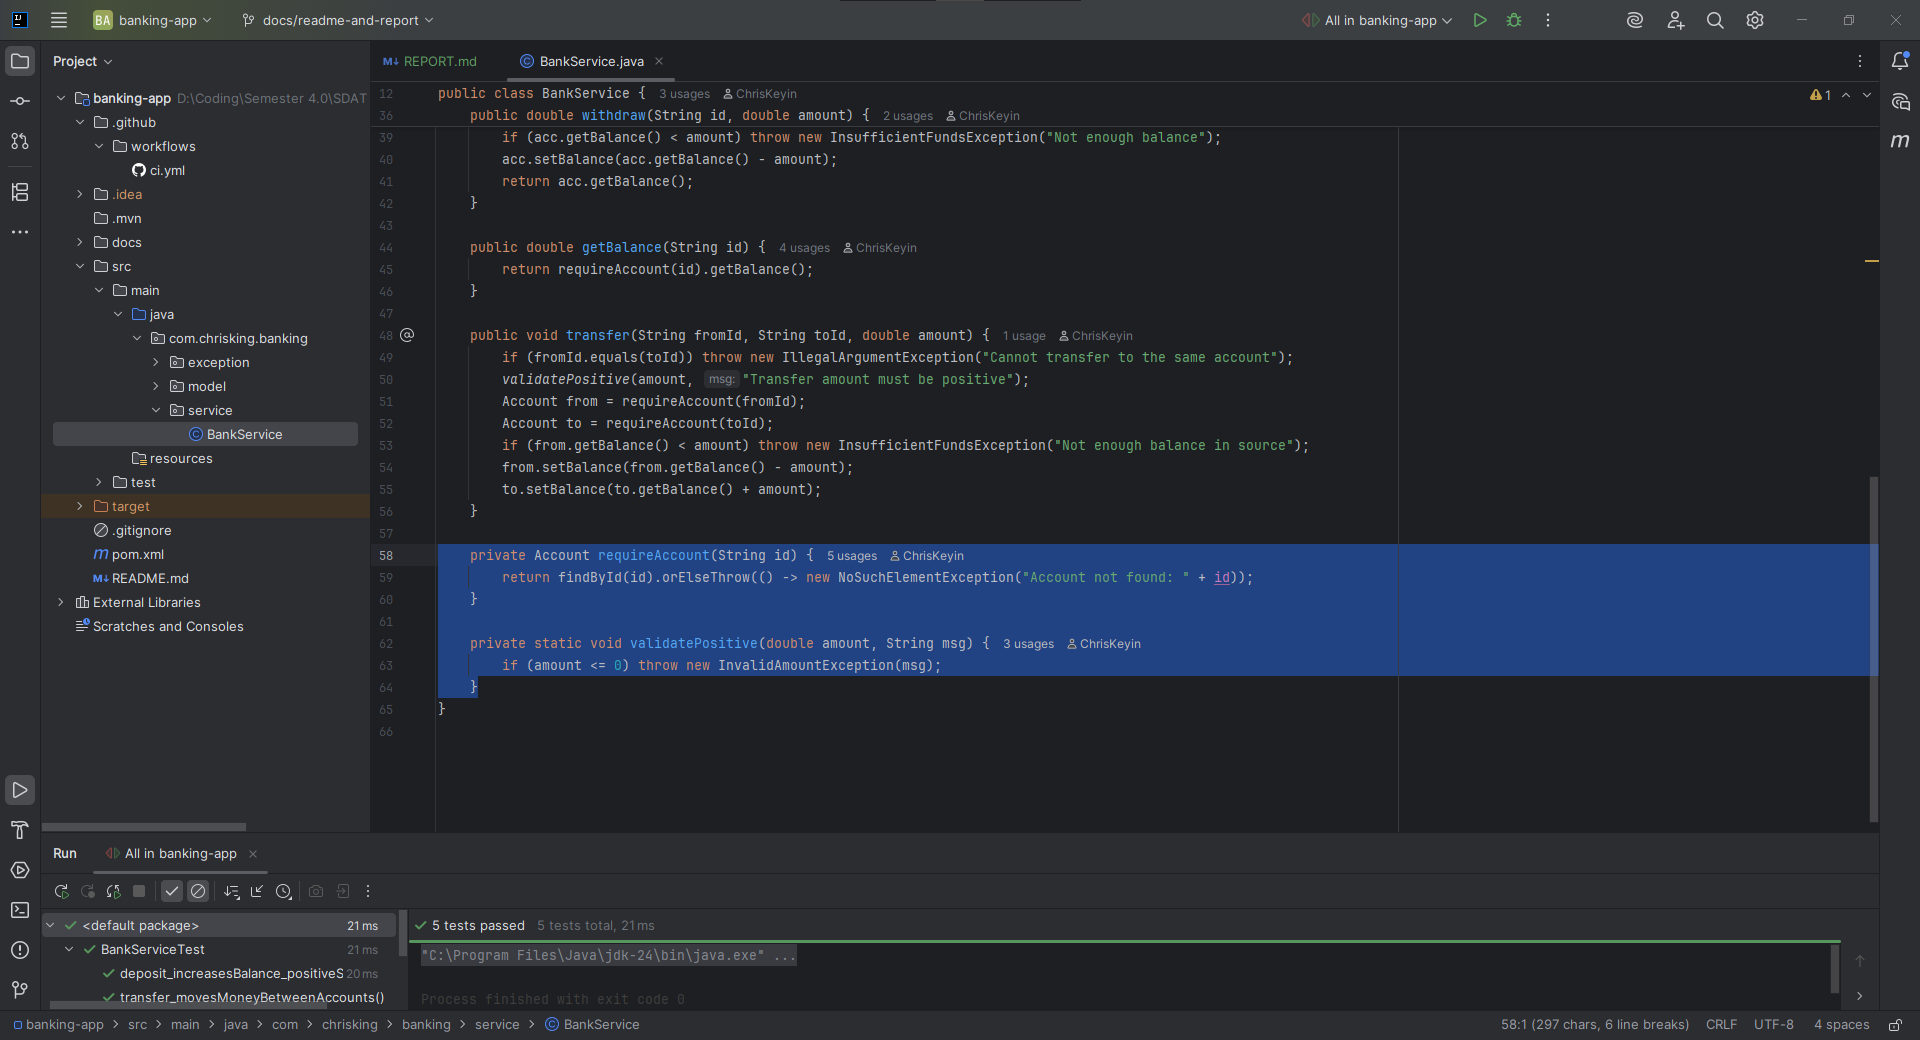 BA banking-app docs/readme-and-report All in banking-app
Project
REPORT.md BankService.java
banking-app D:\Coding\Semester 4.0\SDAT
.github
workflows
ci.yml
.idea
.mvn
docs
src
main
java
com.chrisking.banking
exception
model
service
BankService
resources
test
target
.gitignore
pom.xml
README.md
External Libraries
Scratches and Consoles
1
12 public class BankService { 3 usages ChrisKeyin
36 public double withdraw(String id, double amount) { 2 usages ChrisKeyin
39 if (acc.getBalance() < amount) throw new InsufficientFundsException("Not enough balance");
40 acc.setBalance(acc.getBalance() - amount);
41 return acc.getBalance();
42 }
43
44 public double getBalance(String id) { 4 usages ChrisKeyin
45 return requireAccount(id).getBalance();
46 }
47
48 public void transfer(String fromId, String toId, double amount) { 1 usage ChrisKeyin
49 if (fromId.equals(toId)) throw new IllegalArgumentException("Cannot transfer to the same account");
50 validatePositive(amount, msg: "Transfer amount must be positive");
51 Account from = requireAccount(fromId);
52 Account to = requireAccount(toId);
53 if (from.getBalance() < amount) throw new InsufficientFundsException("Not enough balance in source");
54 from.setBalance(from.getBalance() - amount);
55 to.setBalance(to.getBalance() + amount);
56 }
57
58 private Account requireAccount(String id) { 5 usages ChrisKeyin
59 return findById(id).orElseThrow(() -> new NoSuchElementException("Account not found: " + id));
60 }
61
62 private static void validatePositive(double amount, String msg) { 3 usages ChrisKeyin
63 if (amount <= 0) throw new InvalidAmountException(msg);
64 }
65 }
66
Run All in banking-app
<default package> 21 ms
BankServiceTest 21 ms
deposit_increasesBalance_positiveS 20 ms
transfer_movesMoneyBetweenAccounts()
5 tests passed 5 tests total, 21 ms
"C:\Program Files\Java\jdk-24\bin\java.exe" ...
Process finished with exit code 0
banking-app > src > main > java > com > chrisking > banking > service > BankService 58:1 (297 chars, 6 line breaks) CRLF UTF-8 4 spaces